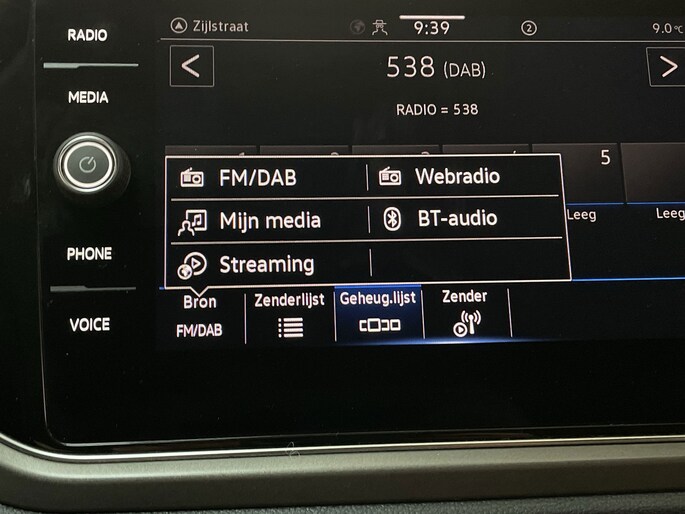 RADIO
MEDIA
PHONE
VOICE
Zijlstraat
9:39
2
9.0°C
<
538 (DAB)
>
RADIO = 538
5
FM/DAB
Webradio
Mijn media
BT-audio
Streaming
Leeg
Leeg
Bron
FM/DAB
Zenderlijst
Geheug.lijst
Zender